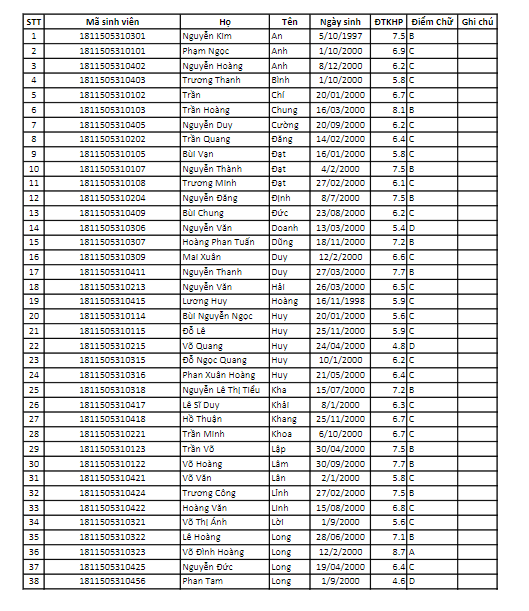 STT Mã sinh viên Họ Tên Ngày sinh ĐTKHP Điểm Chữ Ghi chú
1 1811505310301 Nguyễn Kim An 5/10/1997 7.5 B
2 1811505310101 Phạm Ngọc Anh 1/10/2000 6.9 C
3 1811505310402 Nguyễn Hoàng Anh 8/12/2000 6.2 C
4 1811505310403 Trương Thanh Bình 1/10/2000 5.8 C
5 1811505310102 Trần Chí 20/01/2000 6.7 C
6 1811505310103 Trần Hoàng Chung 16/03/2000 8.1 B
7 1811505310405 Nguyễn Duy Cường 20/09/2000 6.2 C
8 1811505310202 Trần Quang Đăng 14/02/2000 6.4 C
9 1811505310105 Bùi Vạn Đạt 16/01/2000 5.8 C
10 1811505310107 Nguyễn Thành Đạt 4/2/2000 7.5 B
11 1811505310108 Trương Minh Đạt 27/02/2000 6.1 C
12 1811505310204 Nguyễn Đăng Định 8/7/2000 7.5 B
13 1811505310409 Bùi Chung Đức 23/08/2000 6.2 C
14 1811505310306 Nguyễn Văn Doanh 13/03/2000 5.4 D
15 1811505310307 Hoàng Phan Tuấn Dũng 18/11/2000 7.2 B
16 1811505310309 Mai Xuân Duy 12/2/2000 6.6 C
17 1811505310411 Nguyễn Thanh Duy 27/03/2000 7.7 B
18 1811505310213 Nguyễn Văn Hải 26/03/2000 6.5 C
19 1811505310415 Lương Huy Hoàng 16/11/1998 5.9 C
20 1811505310114 Bùi Nguyễn Ngọc Huy 20/01/2000 5.6 C
21 1811505310115 Đỗ Lê Huy 25/11/2000 5.9 C
22 1811505310215 Võ Quang Huy 24/04/2000 4.8 D
23 1811505310315 Đỗ Ngọc Quang Huy 10/1/2000 6.2 C
24 1811505310316 Phan Xuân Hoàng Huy 21/05/2000 6.4 C
25 1811505310318 Nguyễn Lê Thị Tiểu Kha 15/07/2000 7.2 B
26 1811505310417 Lê Sĩ Duy Khải 8/1/2000 6.3 C
27 1811505310418 Hồ Thuận Khang 25/11/2000 6.7 C
28 1811505310221 Trần Minh Khoa 6/10/2000 6.7 C
29 1811505310123 Trần Võ Lập 30/04/2000 7.5 B
30 1811505310122 Võ Hoàng Lâm 30/09/2000 7.7 B
31 1811505310421 Võ Văn Lân 2/1/2000 5.8 C
32 1811505310424 Trương Công Lĩnh 27/02/2000 7.5 B
33 1811505310422 Hoàng Văn Linh 15/08/2000 6.8 C
34 1811505310321 Võ Thị Ánh Lời 1/9/2000 5.6 C
35 1811505310322 Lê Hoàng Long 28/06/2000 7.1 B
36 1811505310323 Võ Đình Hoàng Long 12/2/2000 8.7 A
37 1811505310425 Nguyễn Đức Long 19/04/2000 6.4 C
38 1811505310456 Phan Tam Long 1/9/2000 4.6 D